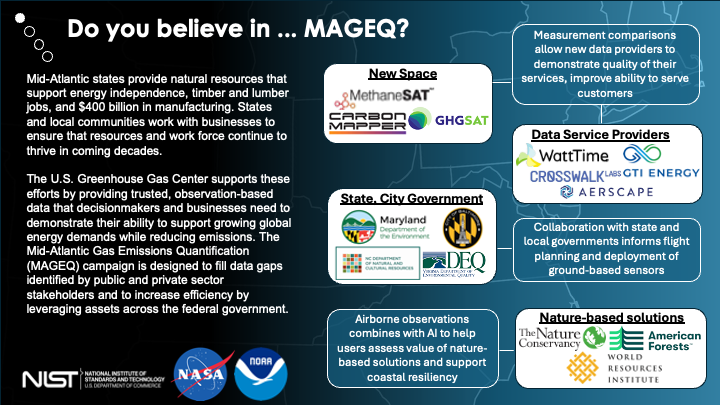 Do you believe in ... MAGEQ?
Mid-Atlantic states provide natural resources that
support energy independence, timber and lumber
jobs, and $400 billion in manufacturing. States
and local communities work with businesses to
ensure that resources and work force continue to
thrive in coming decades.
The U.S. Greenhouse Gas Center supports these
efforts by providing trusted, observation-based
data that decisionmakers and businesses need to
demonstrate their ability to support growing global
energy demands while reducing emissions. The
Mid-Atlantic Gas Emissions Quantification
(MAGEQ) campaign is designed to fill data gaps
identified by public and private sector
stakeholders and to increase efficiency by
leveraging assets across the federal government.
NIST
NATIONAL INSTITUTE OF
STANDARDS AND TECHNOLOGY
U.S. DEPARTMENT OF COMMERCE
NASA
NOAA
New Space
MethaneSAT™
CARBON
MAPPER
GHGSAT
Measurement comparisons
allow new data providers to
demonstrate quality of their
services, improve ability to serve
customers
Data Service Providers
WattTime
CROSSWALK LABS
GTI ENERGY
AEROSCAPE
State, City Government
Maryland
Department of
the Environment
NC DEPARTMENT
OF NATURAL AND
CULTURAL RESOURCES
DEQ
VIRGINIA DEPARTMENT OF
ENVIRONMENTAL QUALITY
Collaboration with state and
local governments informs flight
planning and deployment of
ground-based sensors
Airborne observations
combines with AI to help
users assess value of nature-
based solutions and support
coastal resiliency
Nature-based solutions
The Nature
Conservancy
American
Forests™
WORLD
RESOURCES
INSTITUTE